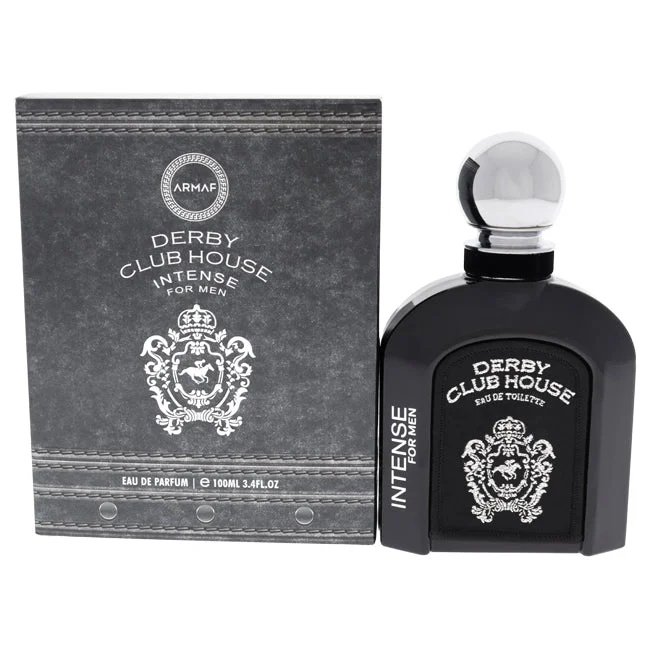 ARMAF
DERBY
CLUB HOUSE
INTENSE
FOR MEN
EAU DE PARFUM | e 100ML 3.4FL.OZ
DERBY
CLUB HOUSE
EAU DE TOILETTE
INTENSE
FOR MEN